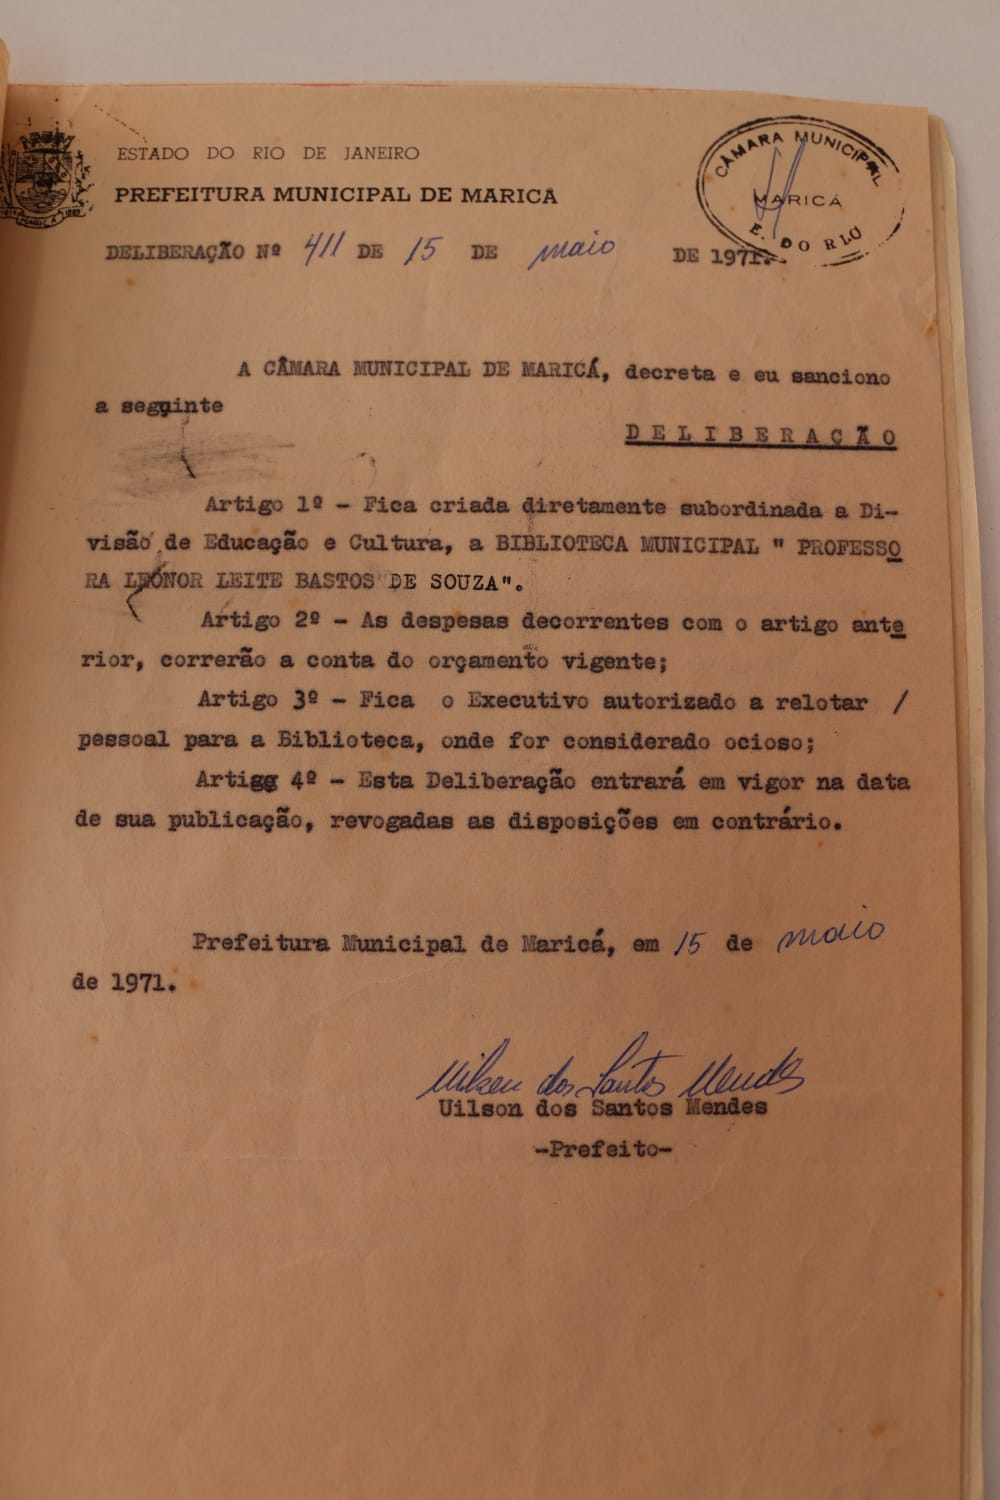 ESTADO DO RIO DE JANEIRO
PREFEITURA MUNICIPAL DE MARICÁ
CÂMARA MUNICIPAL
MARICÁ
E. DO RIO
DELIBERAÇÃO Nº 411 DE 15 DE maio DE 1971.
A CÂMARA MUNICIPAL DE MARICÁ, decreta e eu sanciono
a seguinte
DELIBERAÇÃO
Artigo 1º - Fica criada diretamente subordinada a Di-
visão de Educação e Cultura, a BIBLIOTECA MUNICIPAL " PROFESSO
RA LEONOR LEITE BASTOS DE SOUZA".
Artigo 2º - As despesas decorrentes com o artigo ante
rior, correrão a conta do orçamento vigente;
Artigo 3º - Fica o Executivo autorizado a relotar /
pessoal para a Biblioteca, onde for considerado ocioso;
Artigg 4º - Esta Deliberação entrará em vigor na data
de sua publicação, revogadas as disposições em contrário.
Prefeitura Municipal de Maricá, em 15 de maio
de 1971.
Uilson dos Santos Mendes
Uilson dos Santos Mendes
-Prefeito-